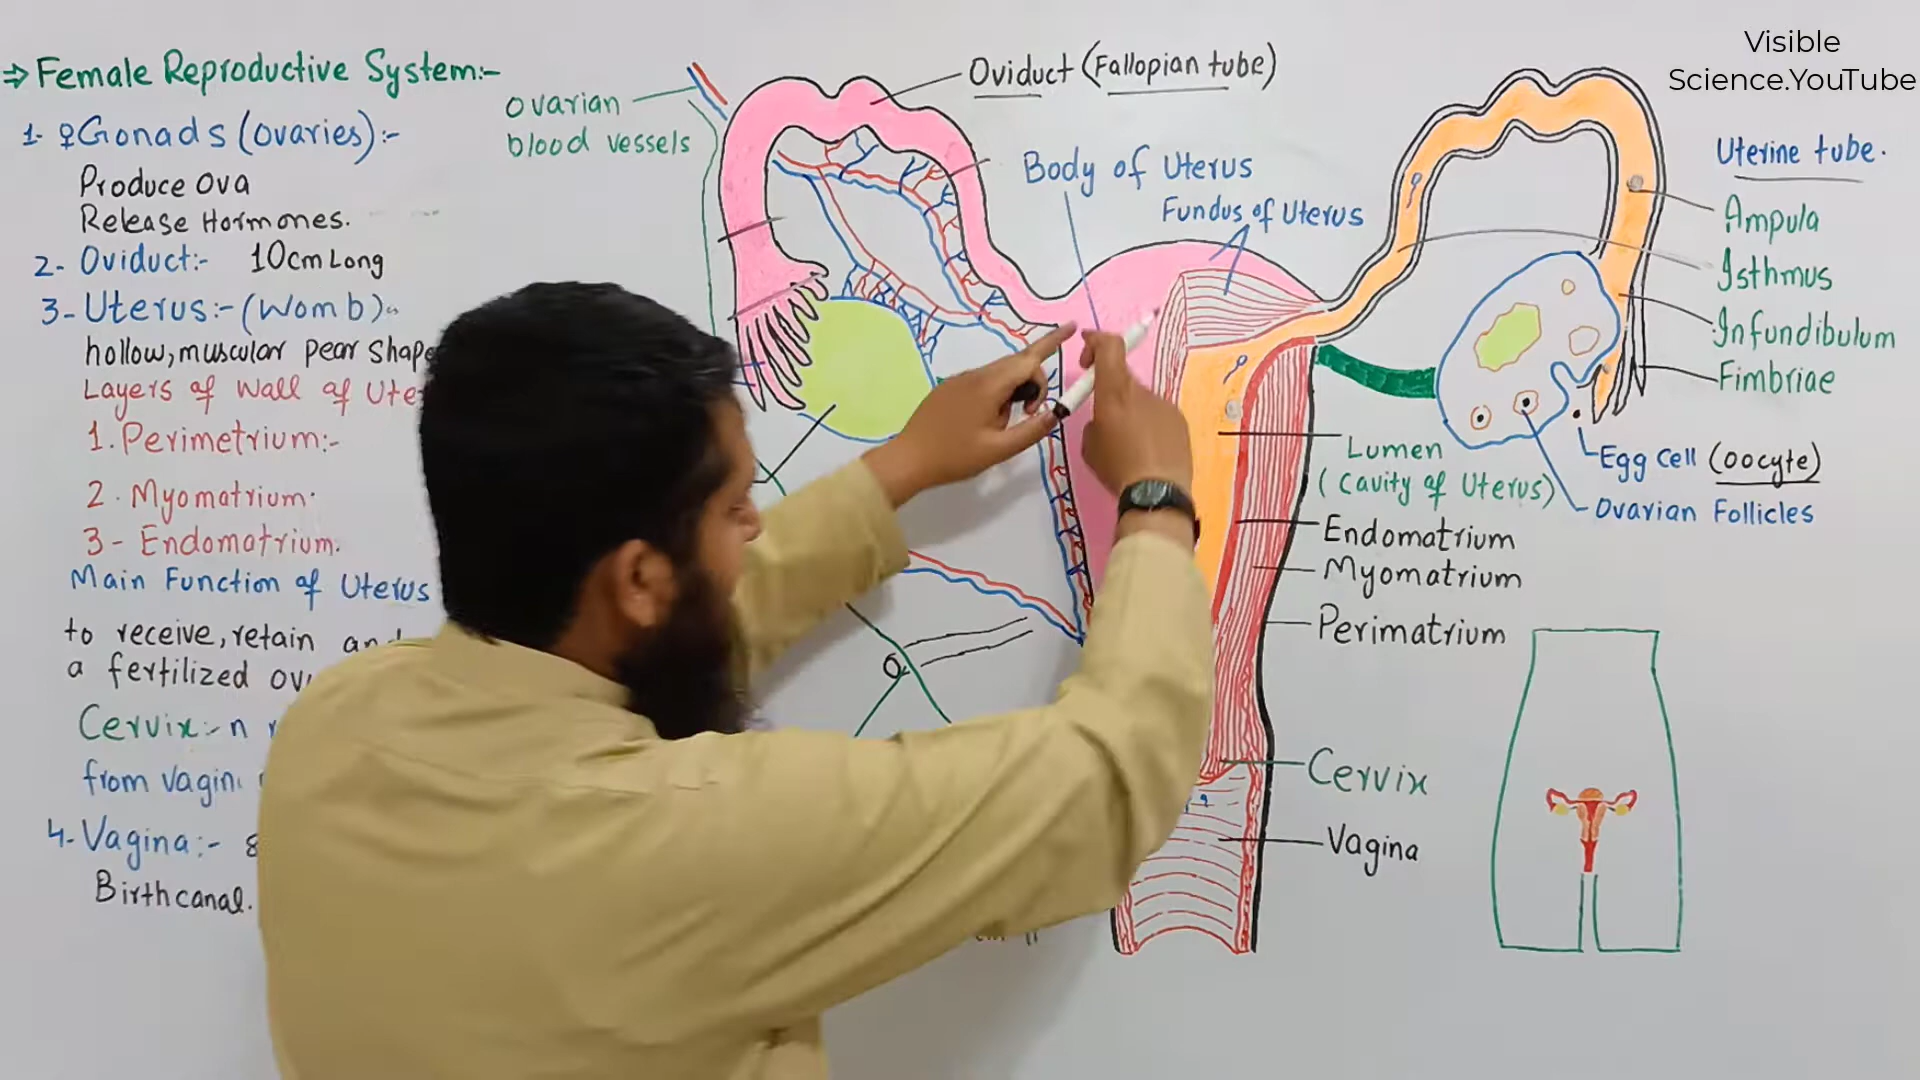 ⇒ Female Reproductive System:-
1- ♀Gonads (ovaries):-
Produce Ova
Release Hormones.
2- Oviduct:- 10cm Long
3- Uterus:- (Womb)-
hollow, muscular pear shape
Layers of Wall of Ute
1. Perimetrium:-
2. Myomatrium.
3- Endomatrium.
Main Function of Uterus
to receive, retain and
a fertilized ov
Cervix:- n
from vagin
4- Vagina:- 8
Birth canal.
ovarian
blood vessels
Oviduct (Fallopian tube)
Body of Uterus
Fundus of Uterus
Visible
Science.YouTube
Uterine tube.
Ampula
Isthmus
Infundibulum
Fimbriae
Egg cell (oocyte)
Ovarian Follicles
Lumen
(Cavity of Uterus)
Endomatrium
Myomatrium
Perimatrium
Cervix
Vagina